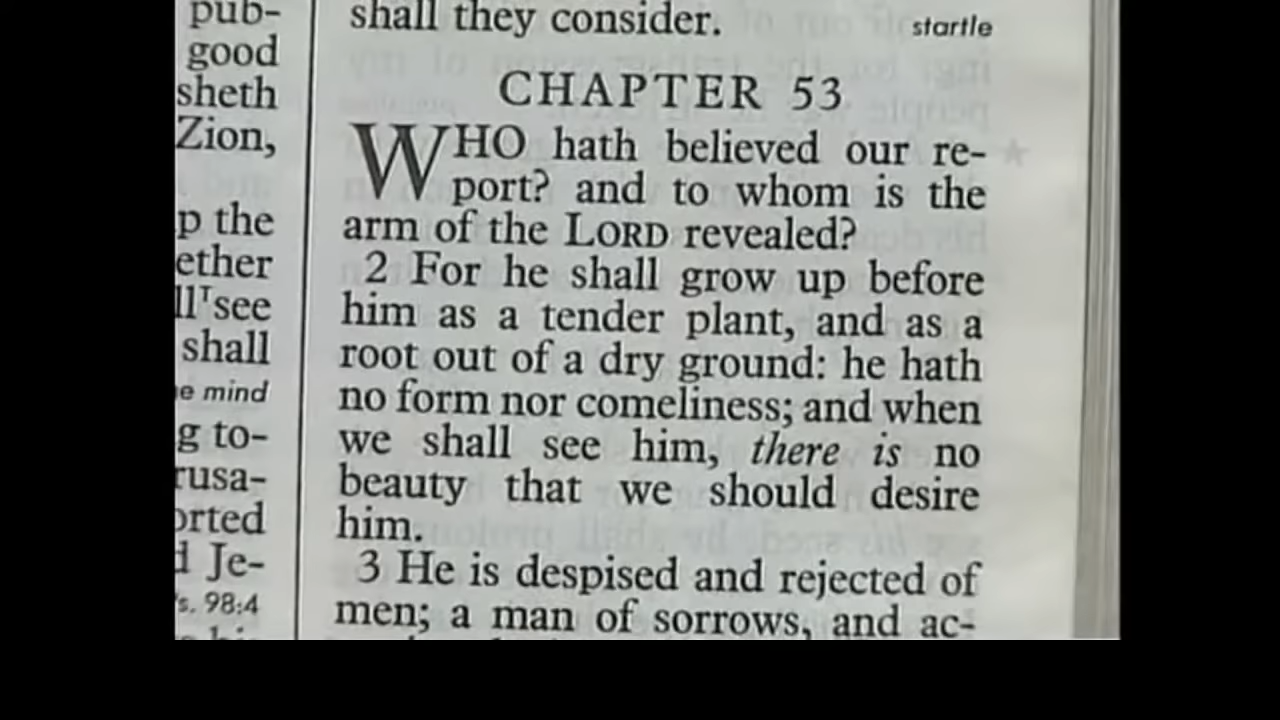 pub-
good
sheth
Zion,
p the
ether
ll see
shall
e mind
g to-
rusa-
orted
d Je-
s. 98:4
shall they consider.
startle
CHAPTER 53
WHO hath believed our re-
port? and to whom is the
arm of the LORD revealed?
2 For he shall grow up before
him as a tender plant, and as a
root out of a dry ground: he hath
no form nor comeliness; and when
we shall see him, there is no
beauty that we should desire
him.
3 He is despised and rejected of
men; a man of sorrows, and ac-